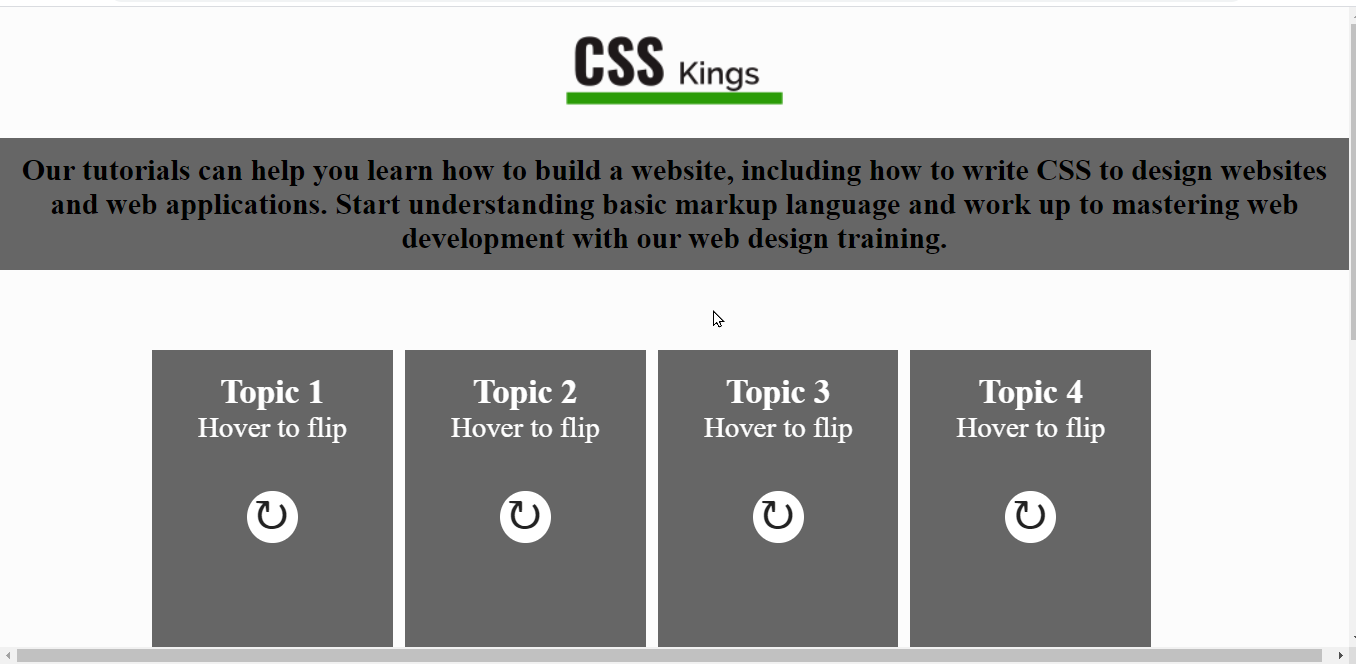 CSS Kings
Our tutorials can help you learn how to build a website, including how to write CSS to design websites
and web applications. Start understanding basic markup language and work up to mastering web
development with our web design training.
Topic 1
Hover to flip
Topic 2
Hover to flip
Topic 3
Hover to flip
Topic 4
Hover to flip